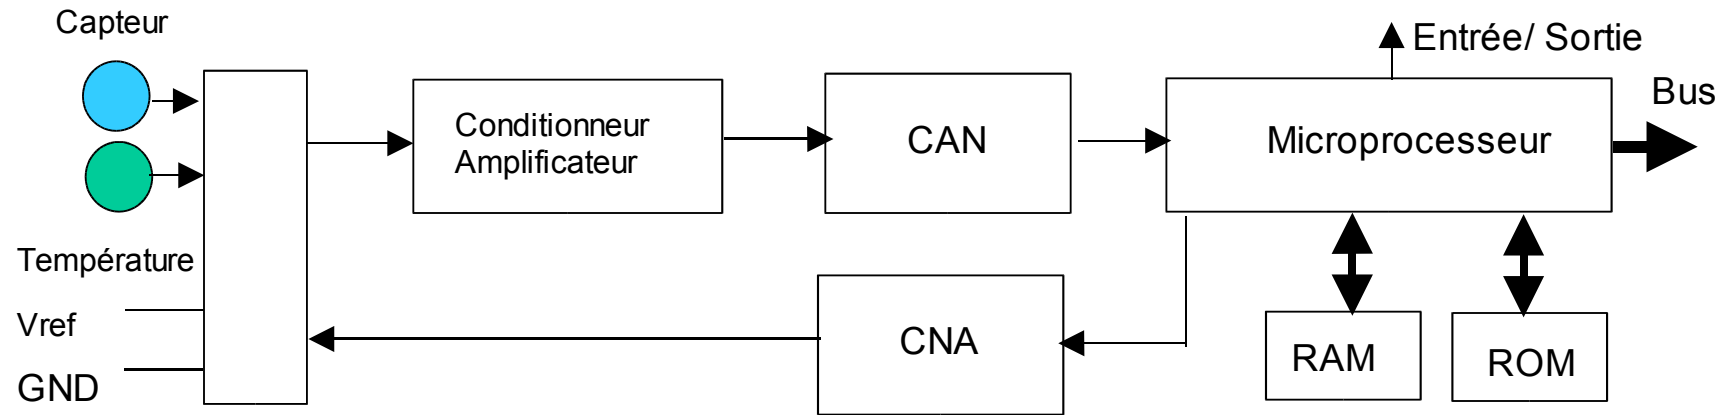 Capteur
Entrée/ Sortie
Bus
Conditionneur
Amplificateur
CAN
Microprocesseur
Température
Vref
GND
CNA
RAM
ROM